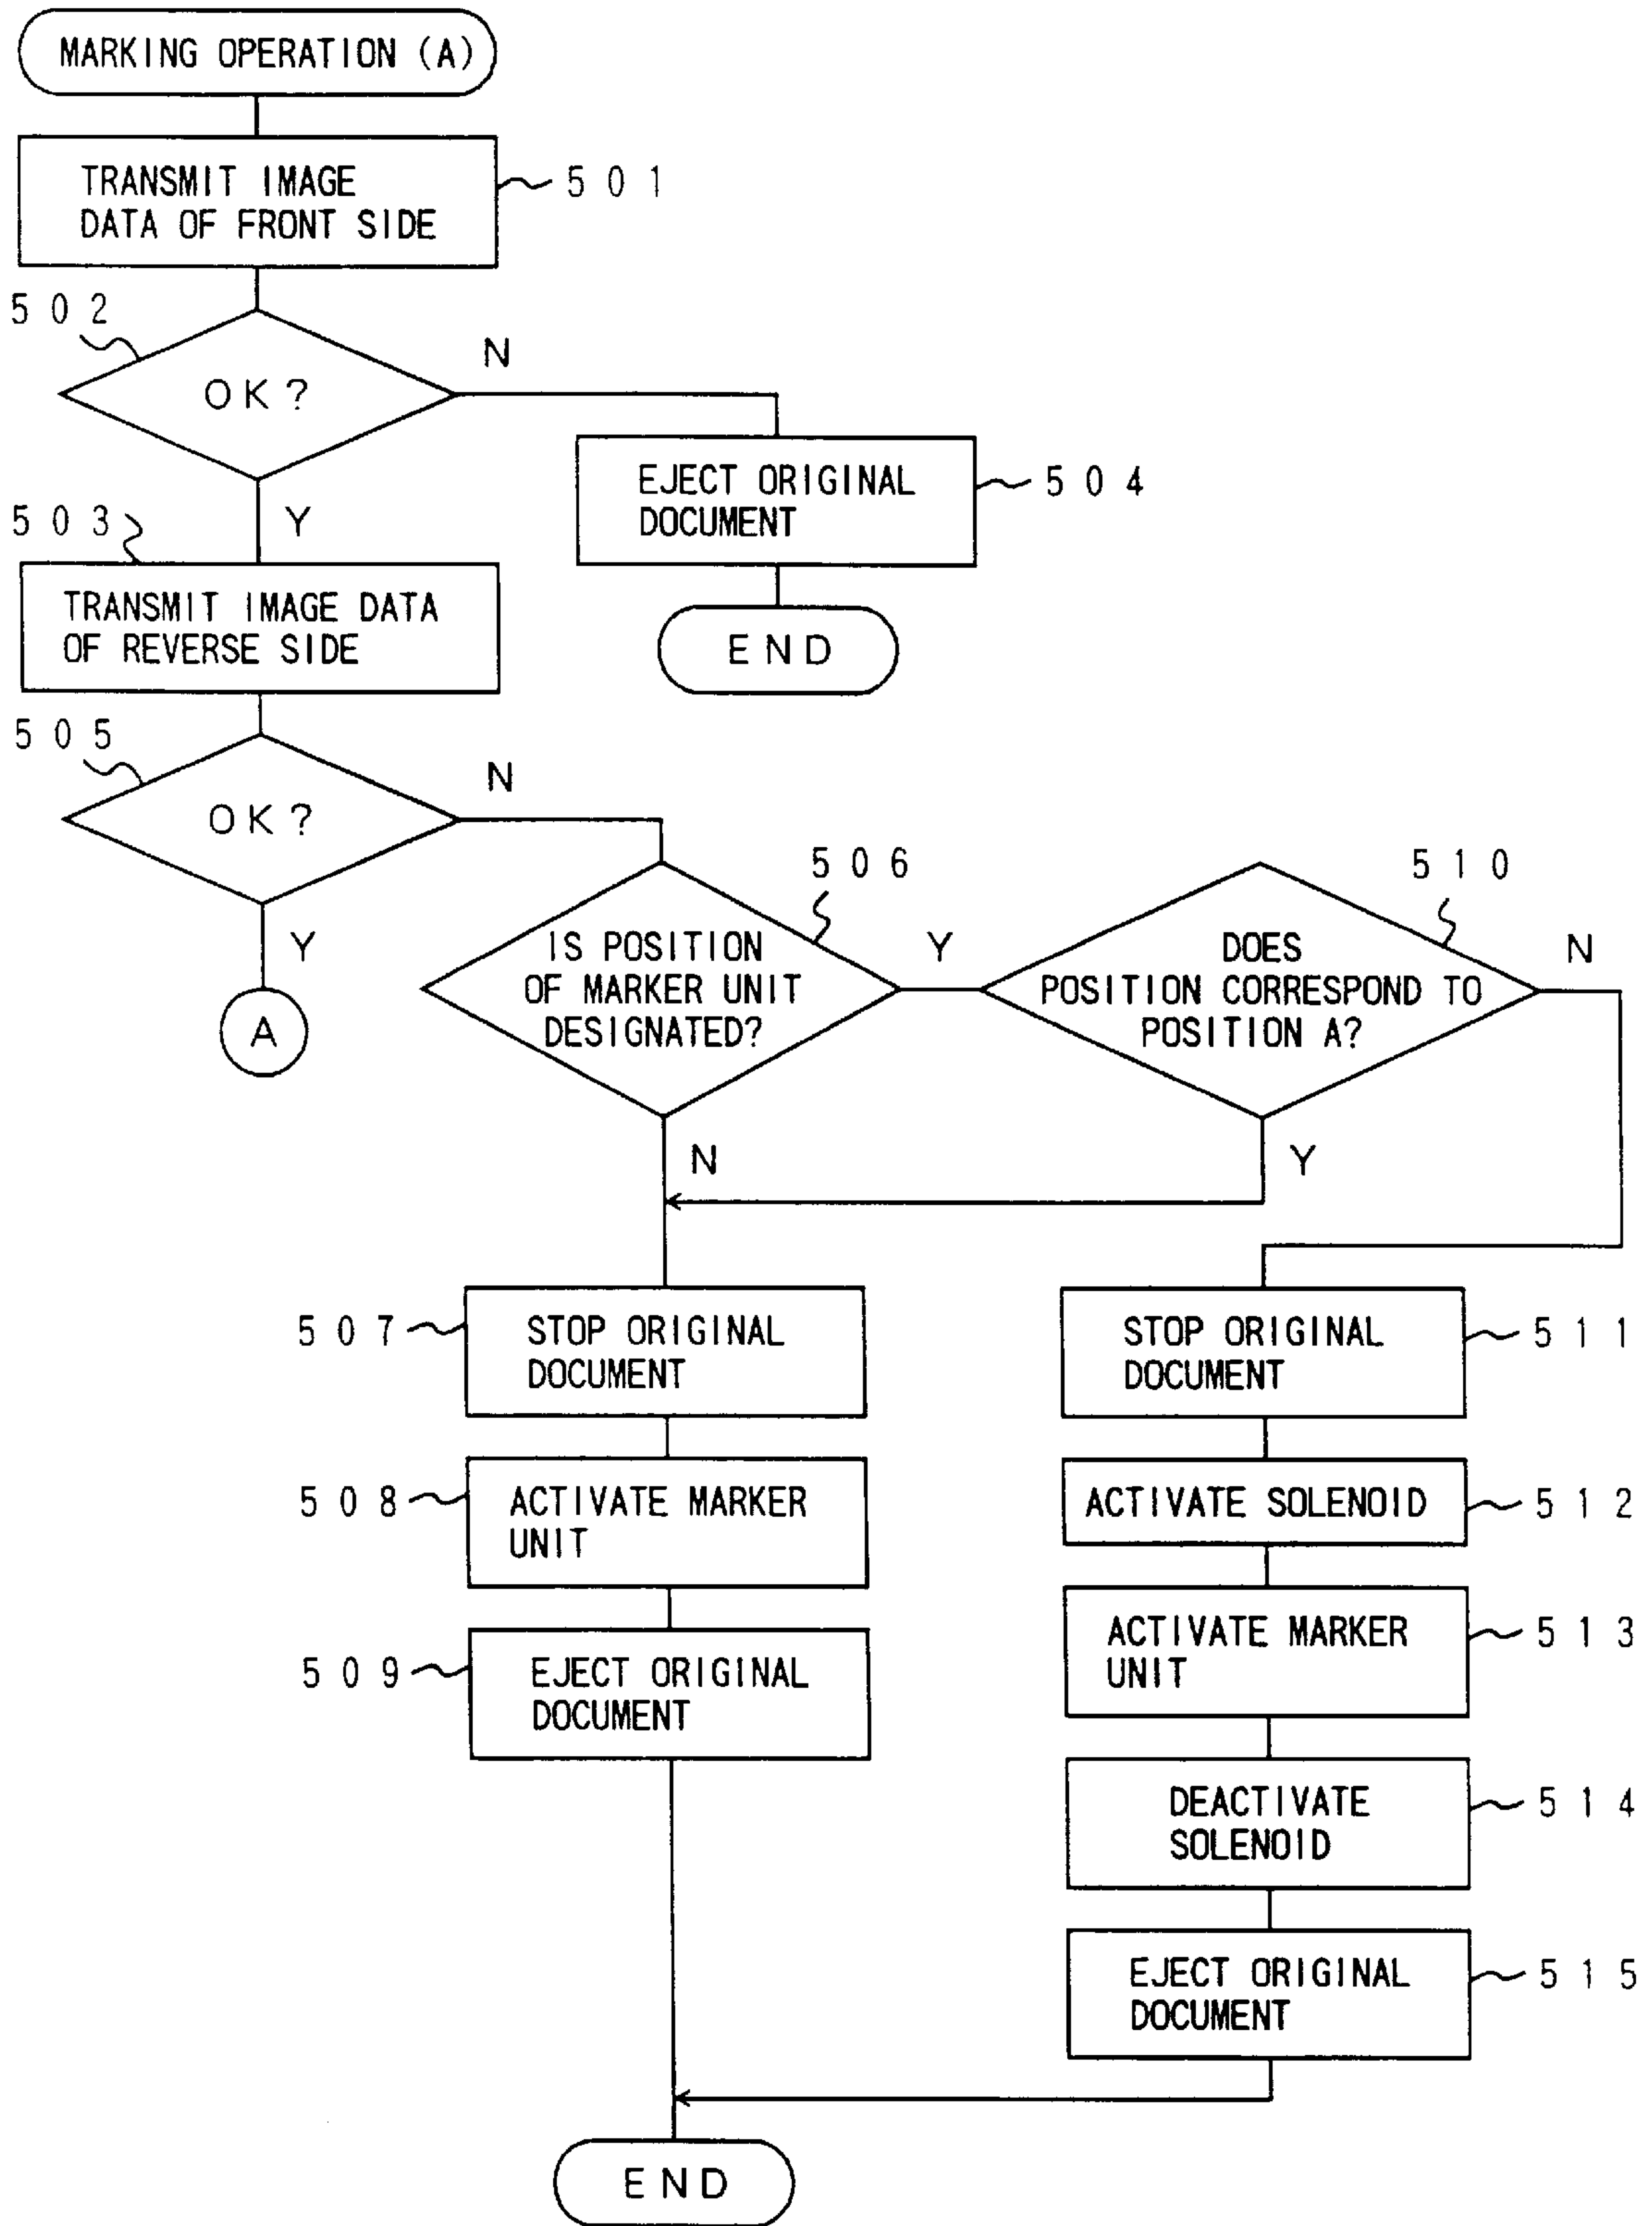 MARKING OPERATION (A)
TRANSMIT IMAGE
DATA OF FRONT SIDE
501
502
OK?
N
Y
EJECT ORIGINAL
DOCUMENT
504
END
503
TRANSMIT IMAGE DATA
OF REVERSE SIDE
505
OK?
N
Y
A
506
IS POSITION
OF MARKER UNIT
DESIGNATED?
Y
N
510
DOES
POSITION CORRESPOND TO
POSITION A?
N
Y
507
STOP ORIGINAL
DOCUMENT
508
ACTIVATE MARKER
UNIT
509
EJECT ORIGINAL
DOCUMENT
STOP ORIGINAL
DOCUMENT
511
ACTIVATE SOLENOID
512
ACTIVATE MARKER
UNIT
513
DEACTIVATE
SOLENOID
514
EJECT ORIGINAL
DOCUMENT
515
END